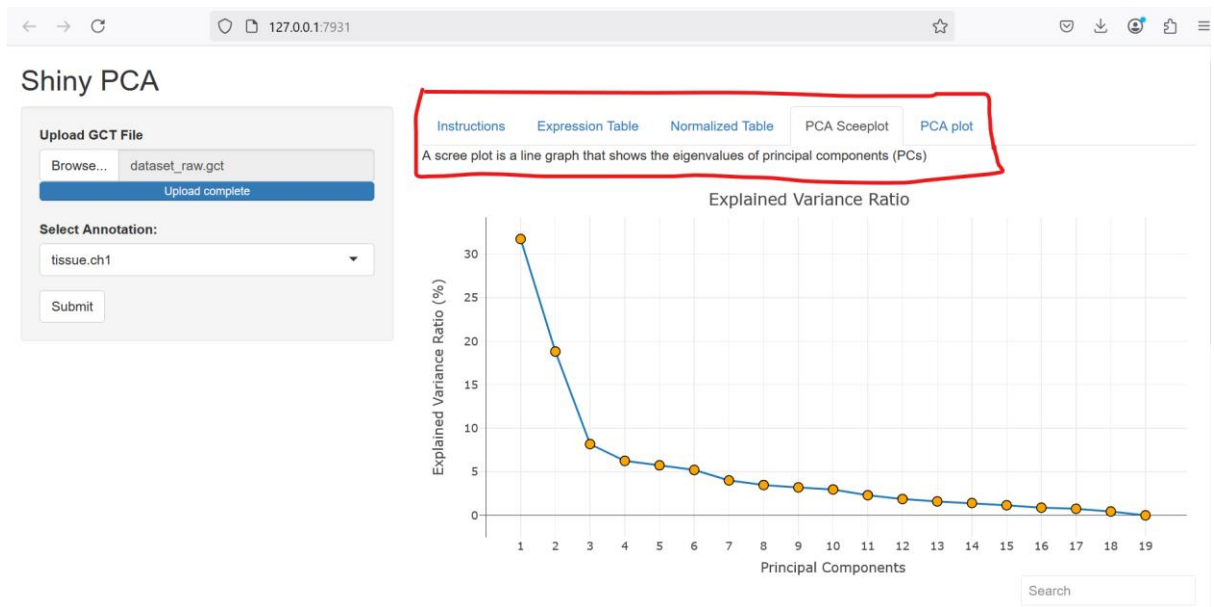 127.0.0.1:7931
Shiny PCA
Upload GCT File
Browse... dataset_raw.gct
Upload complete
Select Annotation:
tissue.ch1
Submit
Instructions Expression Table Normalized Table PCA Sceeplot PCA plot
A scree plot is a line graph that shows the eigenvalues of principal components (PCs)
Explained Variance Ratio
Explained Variance Ratio (%)
30
25
20
15
10
5
0
1 2 3 4 5 6 7 8 9 10 11 12 13 14 15 16 17 18 19
Principal Components
Search